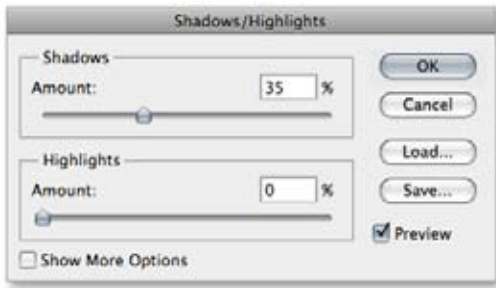 Shadows/Highlights
Shadows
Amount: 35 %
Highlights
Amount: 0 %
Show More Options
OK
Cancel
Load...
Save...
Preview